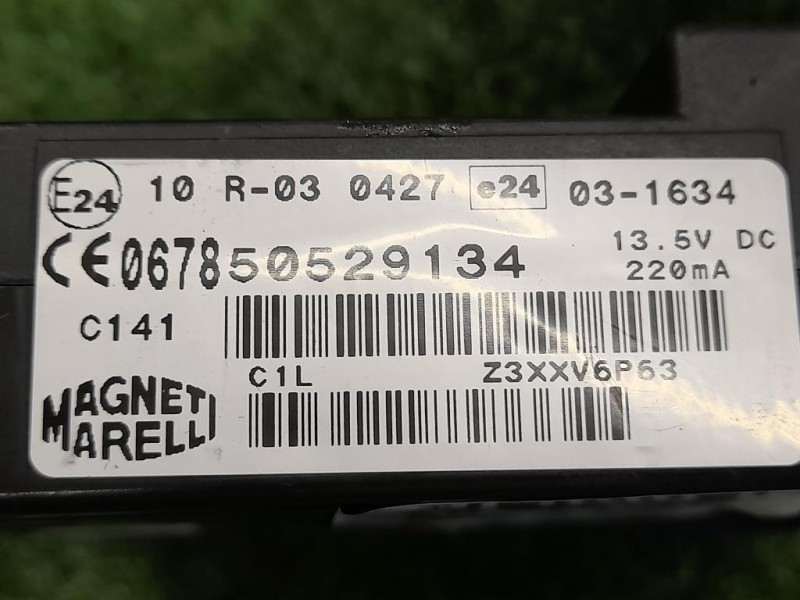 E24 10 R-03 0427 e24 03-1634
CE0678 50529134 13.5V DC
220mA
C141
C1L Z3XXV6P63
MAGNETI
MARELLI